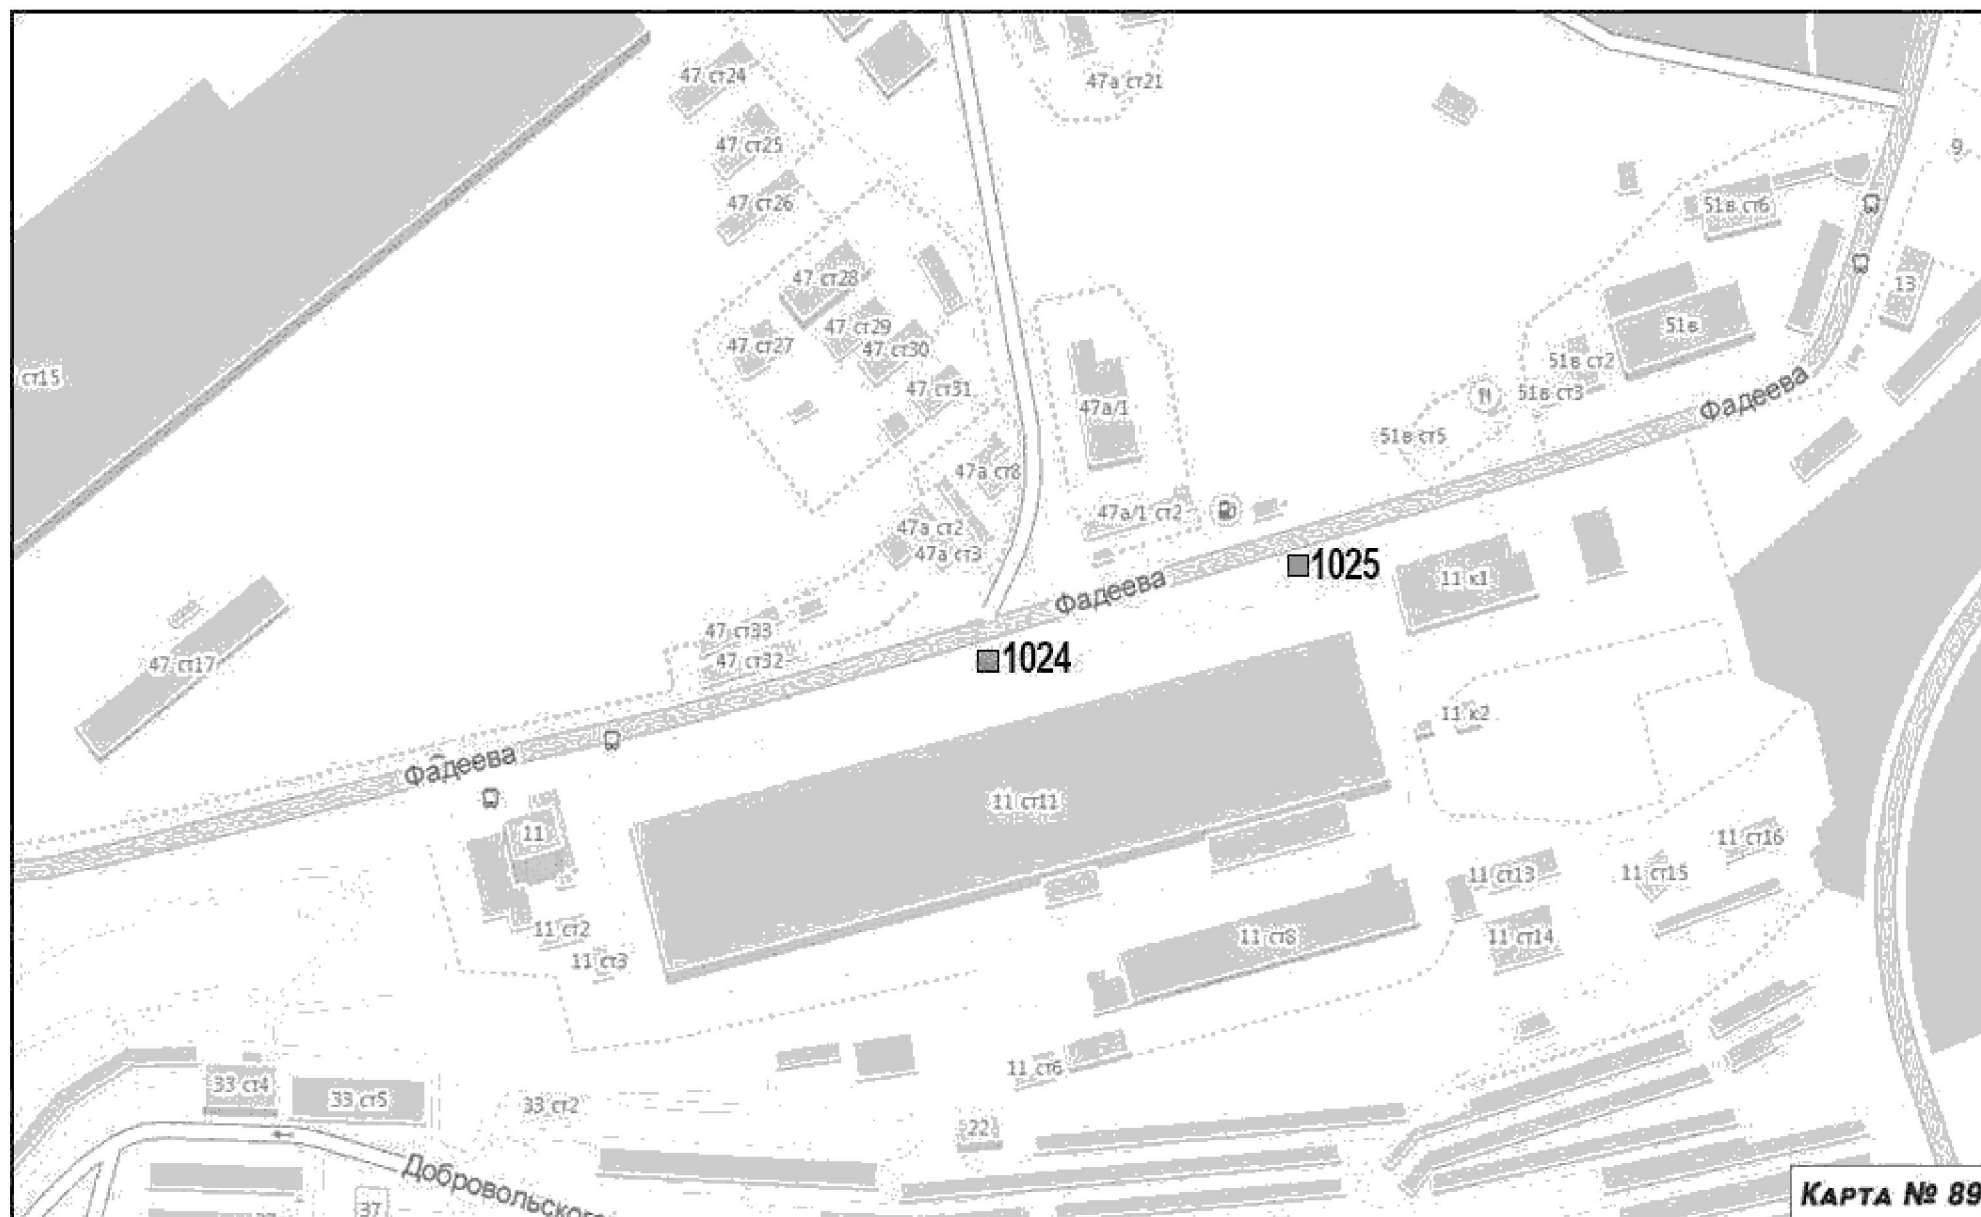 47 ст24
47а ст21
47 ст25
9
47 ст26
51в ст6
47 ст28
13
47 ст29
51в
47 ст27
47 ст30
51в ст2
ст15
47 ст31
51в ст3
Фадеева
47а/1
51в ст5
47а ст8
47а/1 ст2
47а ст2
47а ст3
1025
11 к1
Фадеева
47 ст33
1024
47 ст32
47 ст17
11 к2
Фадеева
11 ст11
11
11 ст16
11 ст13
11 ст15
11 ст2
11 ст8
11 ст14
11 ст3
11 ст6
33 ст4
33 ст5
33 ст2
522
Добровольского
37
КАРТА № 89